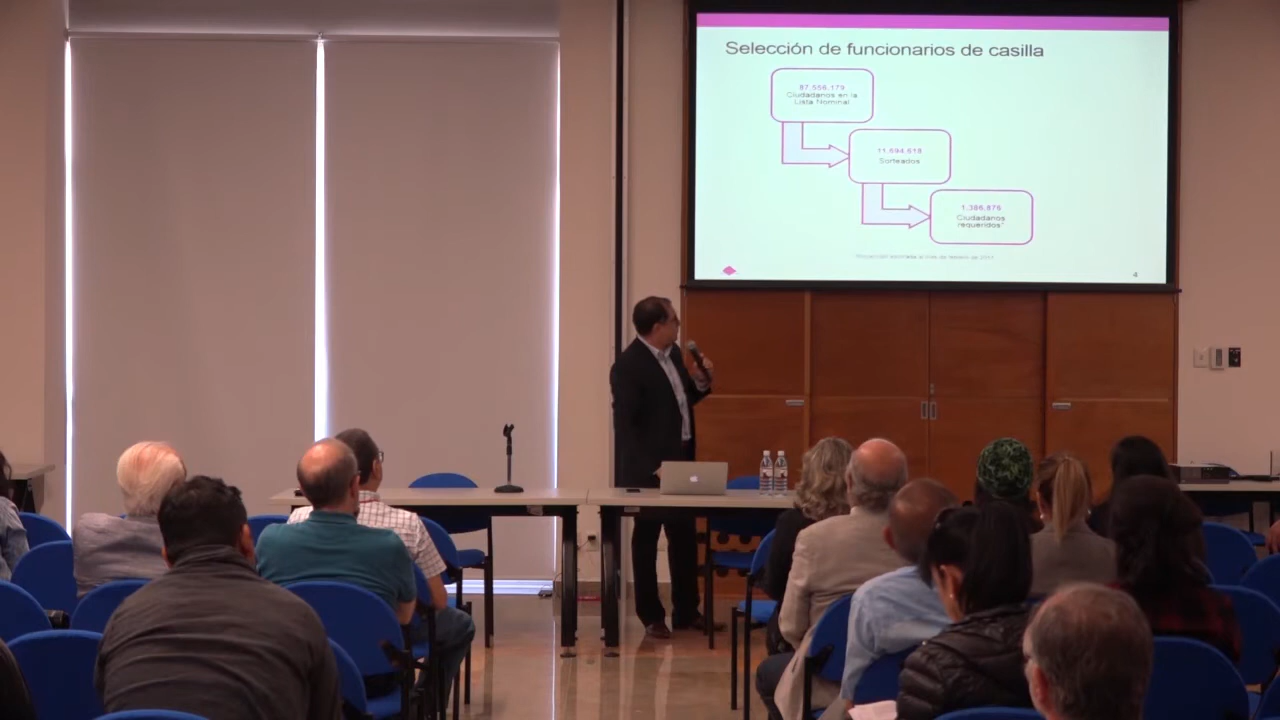 Selección de funcionarios de casilla
87,556,179
Ciudadanos en la
Lista Nominal
11,694,618
Sorteados
1,386,876
Ciudadanos
requeridos*
4